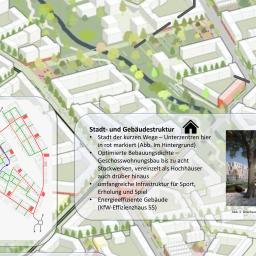 Stadt- und Gebäudestruktur
• Stadt der kurzen Wege – Unterzentren hier
in rot markiert (Abb. im Hintergrund)
• Optimierte Bebauungsdichte –
Geschosswohnungsbau bis zu acht
Stockwerken, vereinzelt als Hochhäuser
auch drüber hinaus
• umfangreiche Infrastruktur für Sport,
Erholung und Spiel
• Energieeffiziente Gebäude
(KfW-Effizienzhaus 55)